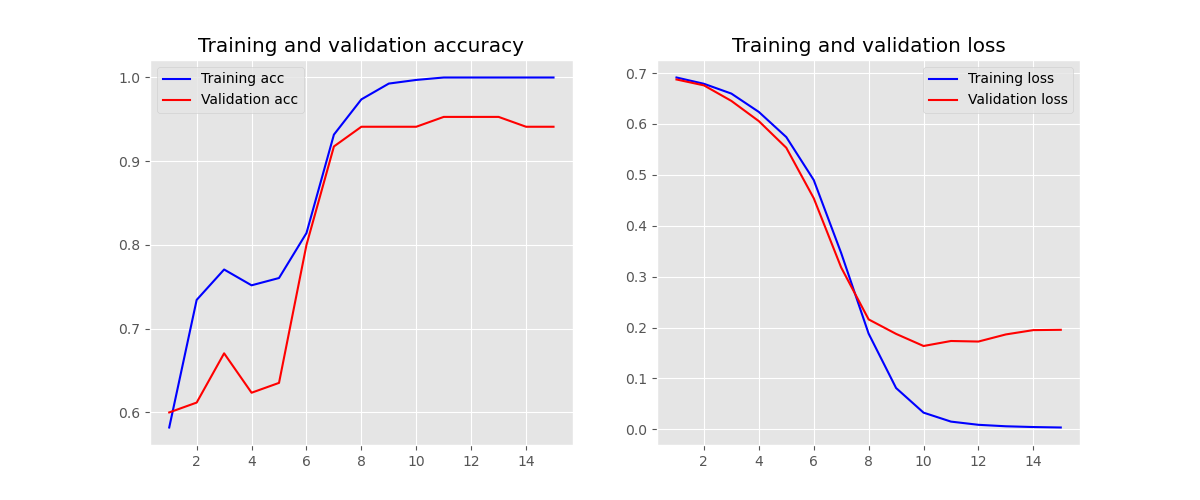 Training and validation accuracy
Training acc
Validation acc
1.0
0.9
0.8
0.7
0.6
2 4 6 8 10 12 14
Training and validation loss
Training loss
Validation loss
0.7
0.6
0.5
0.4
0.3
0.2
0.1
0.0
2 4 6 8 10 12 14